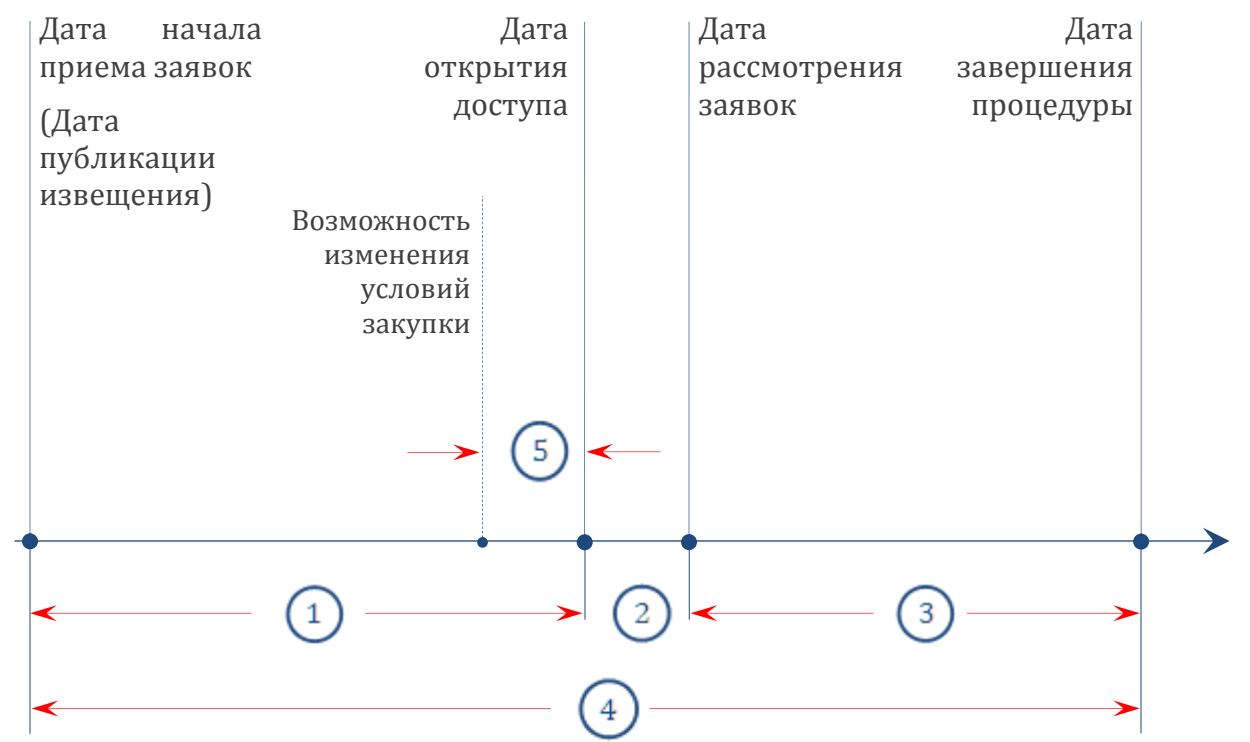 Дата начала
приема заявок
(Дата
публикации
извещения)
Возможность
изменения
условий
закупки
Дата
открытия
доступа
Дата
рассмотрения
заявок
Дата
завершения
процедуры
5
1
2
3
4